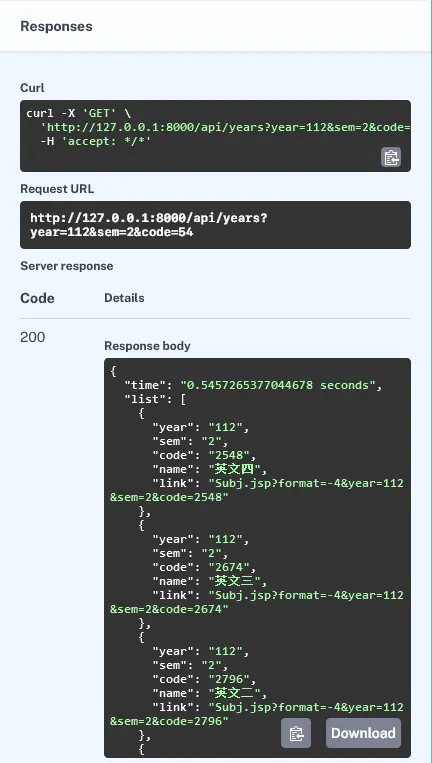 Responses
Curl
curl -X 'GET' \
'http://127.0.0.1:8000/api/years?year=112&sem=2&code=
-H 'accept: */*'
Request URL
http://127.0.0.1:8000/api/years?
year=112&sem=2&code=54
Server response
Code Details
200
Response body
{
"time": "0.5457265377044678 seconds",
"list": [
{
"year": "112",
"sem": "2",
"code": "2548",
"name": "英文四",
"link": "Subj.jsp?format=-4&year=112
&sem=2&code=2548"
},
{
"year": "112",
"sem": "2",
"code": "2674",
"name": "英文三",
"link": "Subj.jsp?format=-4&year=112
&sem=2&code=2674"
},
{
"year": "112",
"sem": "2",
"code": "2796",
"name": "英文二",
"link": "Subj.jsp?format=-4&year=112
&sem=2&code=2796"
},
{
Download